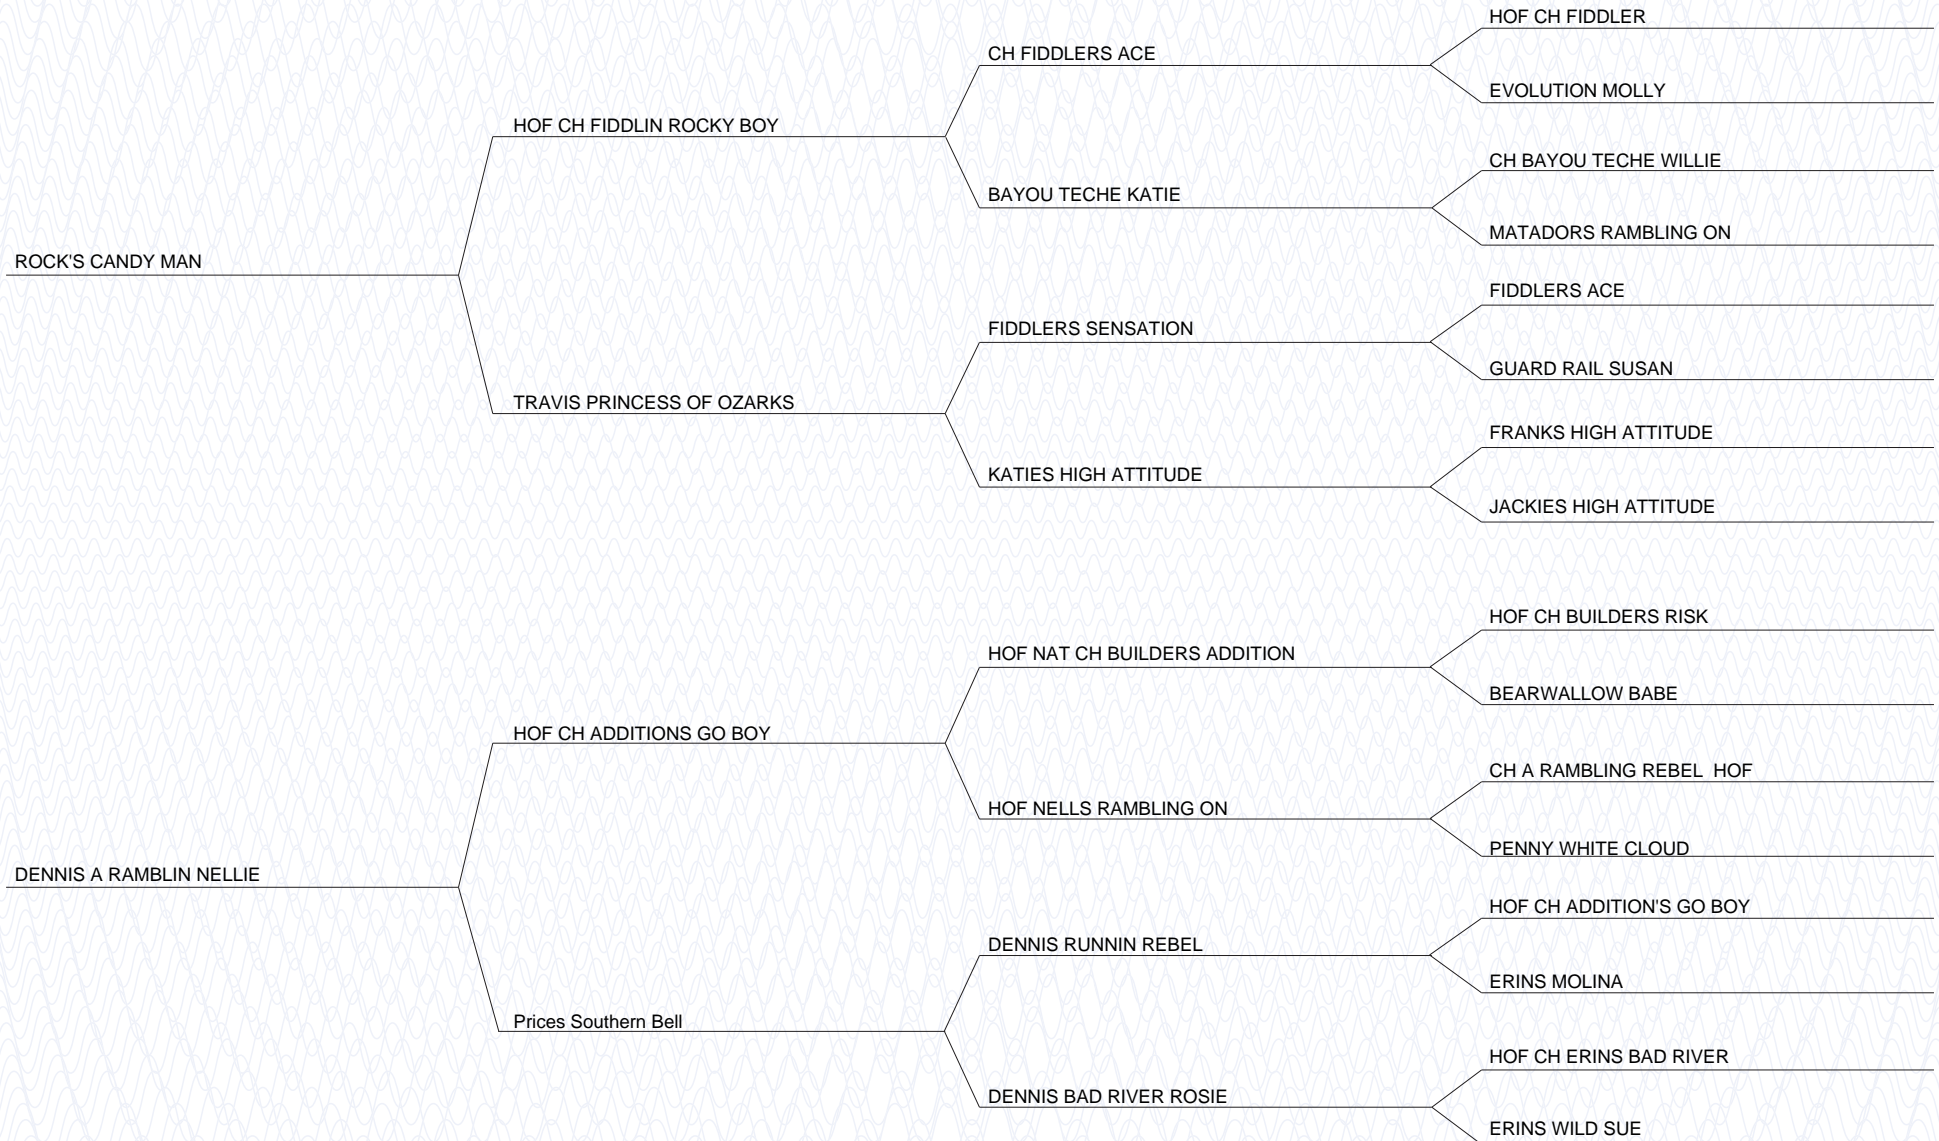 HOF CH FIDDLER
CH FIDDLERS ACE
EVOLUTION MOLLY
HOF CH FIDDLIN ROCKY BOY
CH BAYOU TECHE WILLIE
BAYOU TECHE KATIE
MATADORS RAMBLING ON
ROCK'S CANDY MAN
FIDDLERS ACE
FIDDLERS SENSATION
GUARD RAIL SUSAN
TRAVIS PRINCESS OF OZARKS
FRANKS HIGH ATTITUDE
KATIES HIGH ATTITUDE
JACKIES HIGH ATTITUDE
HOF CH BUILDERS RISK
HOF NAT CH BUILDERS ADDITION
BEARWALLOW BABE
HOF CH ADDITIONS GO BOY
CH A RAMBLING REBEL  HOF
HOF NELLS RAMBLING ON
PENNY WHITE CLOUD
DENNIS A RAMBLIN NELLIE
HOF CH ADDITION'S GO BOY
DENNIS RUNNIN REBEL
ERINS MOLINA
Prices Southern Bell
HOF CH ERINS BAD RIVER
DENNIS BAD RIVER ROSIE
ERINS WILD SUE